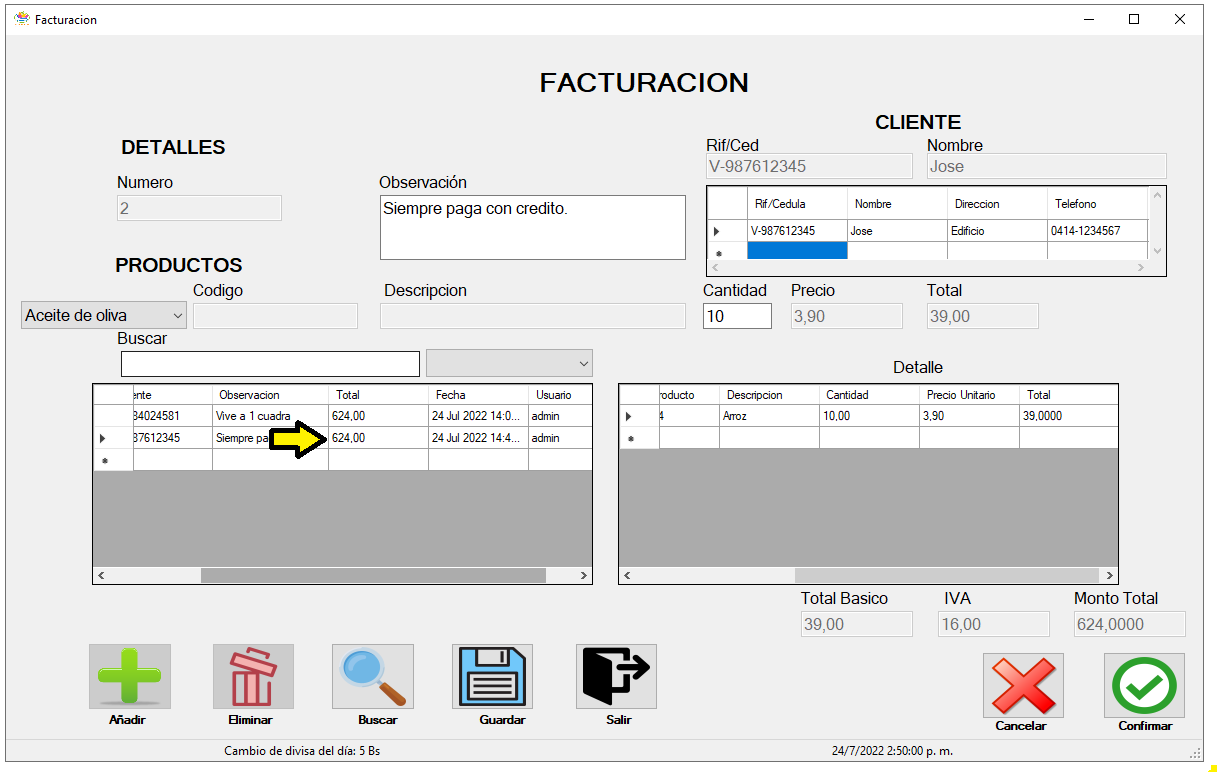 Facturacion
FACTURACION
CLIENTE
DETALLES
Rif/Ced
Nombre
V-987612345
Jose
Numero
Observación
2
Siempre paga con credito.
Rif/Cedula Nombre Direccion Telefono
V-987612345 Jose Edificio 0414-1234567
PRODUCTOS
Codigo
Descripcion
Cantidad
Precio
Total
Aceite de oliva
10
3,90
39,00
Buscar
Detalle
ente Observacion Total Fecha Usuario
34024581 Vive a 1 cuadra 624,00 24 Jul 2022 14:0... admin
87612345 Siempre pa 624,00 24 Jul 2022 14:4... admin
roducto Descripcion Cantidad Precio Unitario Total
4 Arroz 10,00 3,90 39,0000
Total Basico
IVA
Monto Total
39,00
16,00
624,0000
Añadir
Eliminar
Buscar
Guardar
Salir
Cancelar
Confirmar
Cambio de divisa del día: 5 Bs
24/7/2022 2:50:00 p. m.